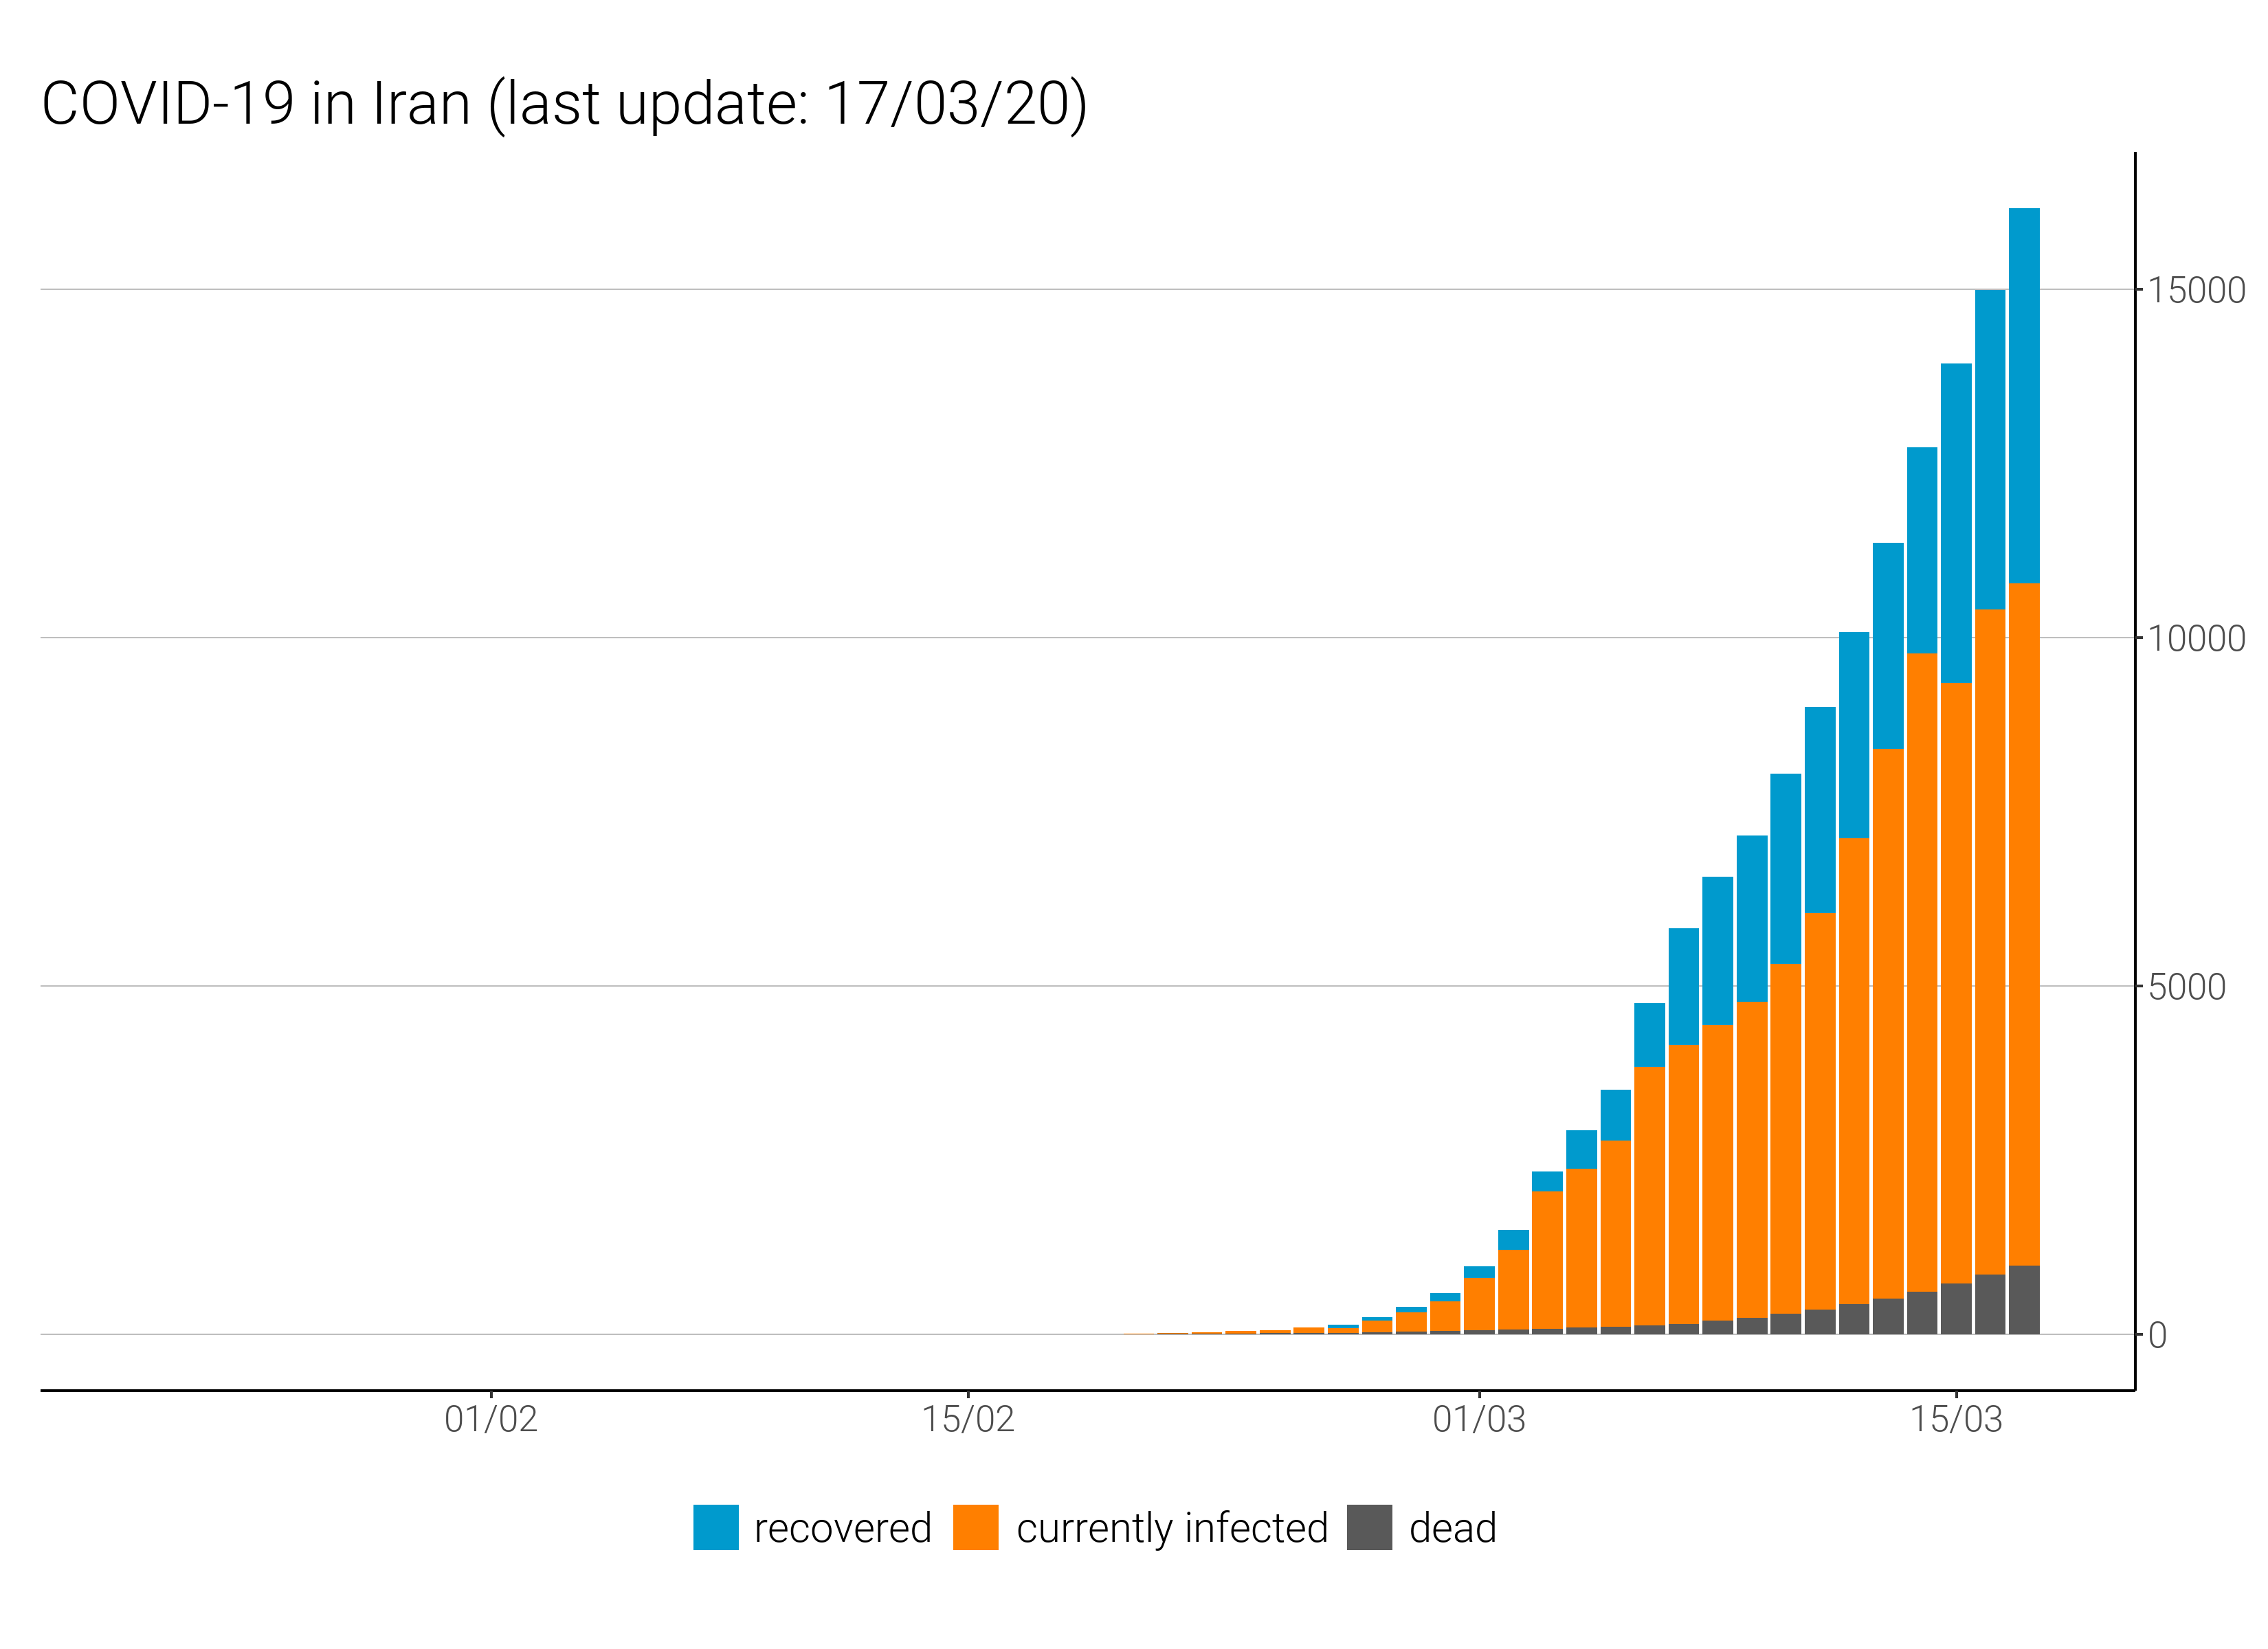 COVID-19 in Iran (last update: 17/03/20)
15000
10000
5000
0
01/02 15/02 01/03 15/03
recovered currently infected dead